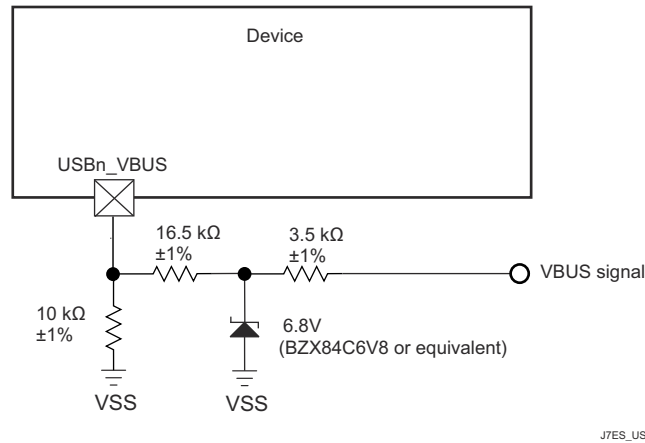 Device
USBn_VBUS
16.5 kΩ
±1%
3.5 kΩ
±1%
VBUS signal
10 kΩ
±1%
6.8V
(BZX84C6V8 or equivalent)
VSS
VSS